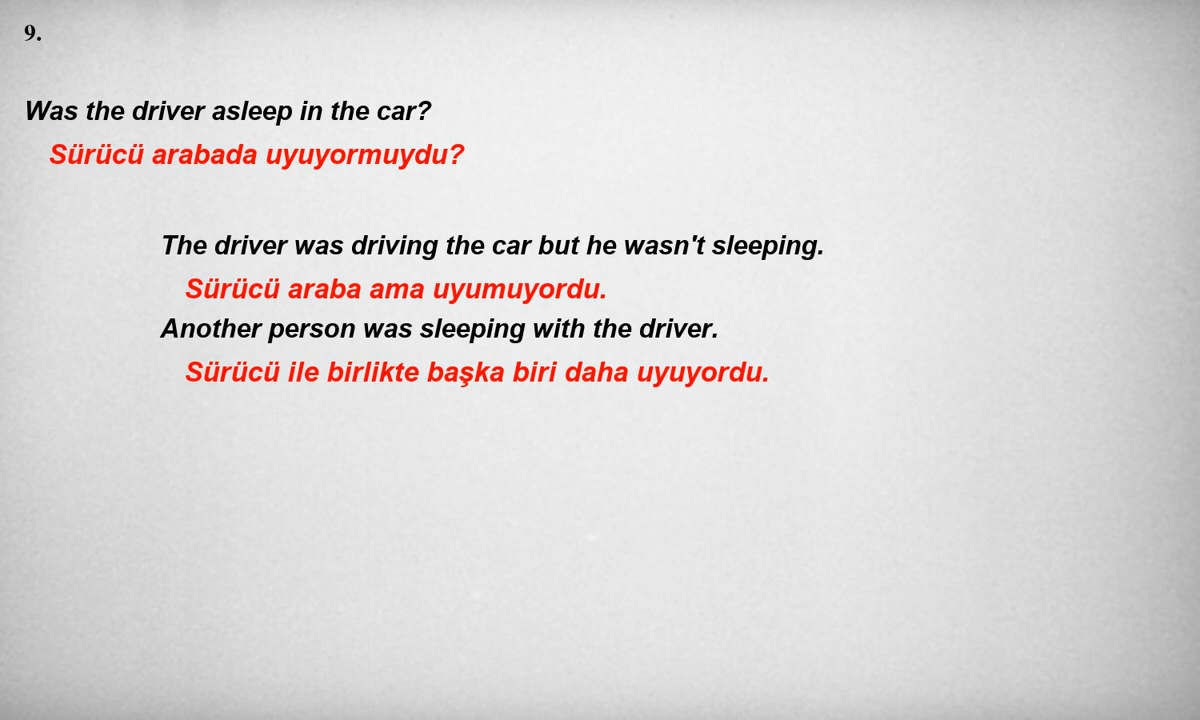 9.
Was the driver asleep in the car?
Sürücü arabada uyuyormuydu?
The driver was driving the car but he wasn't sleeping.
Sürücü araba ama uyumuyordu.
Another person was sleeping with the driver.
Sürücü ile birlikte başka biri daha uyuyordu.